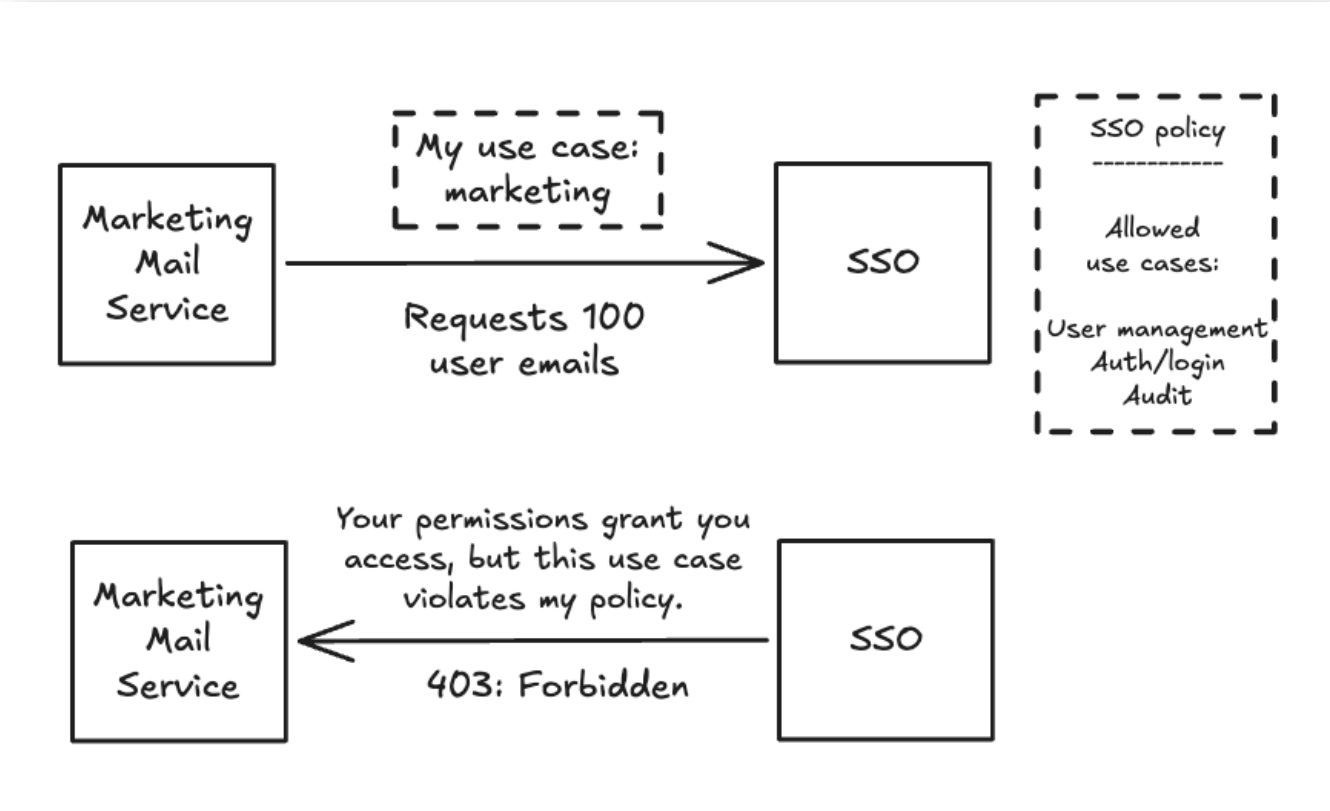 My use case:
marketing
Marketing
Mail
Service
Requests 100
user emails
SSO
SSO policy
------------
Allowed
use cases:
User management
Auth/login
Audit
Your permissions grant you
access, but this use case
violates my policy.
Marketing
Mail
Service
403: Forbidden
SSO